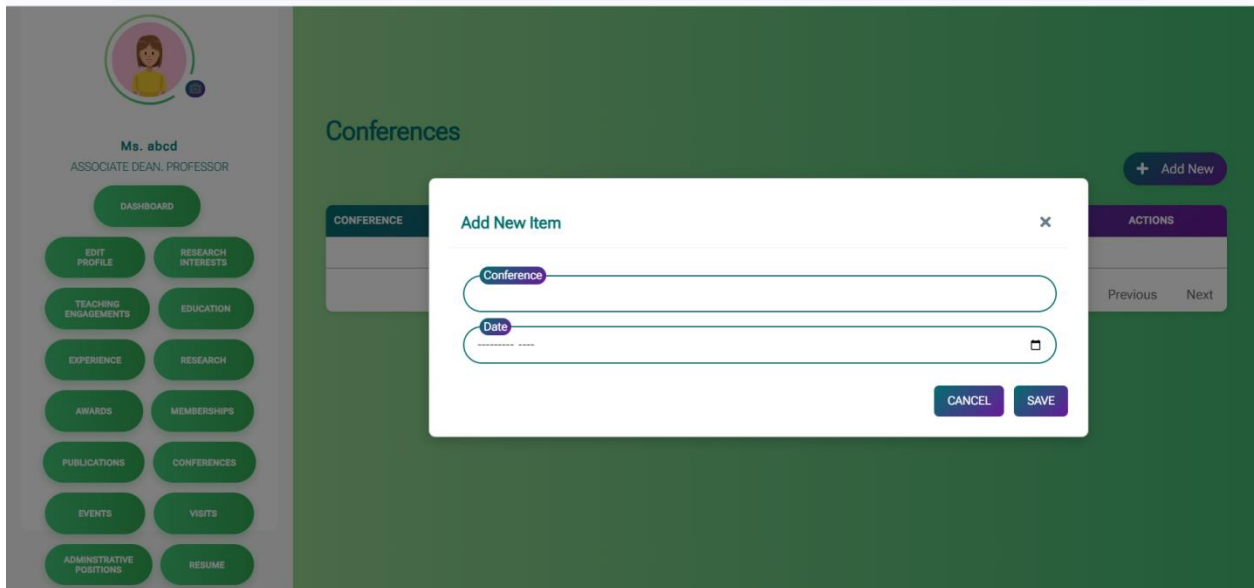 Ms. abcd
ASSOCIATE DEAN, PROFESSOR
DASHBOARD
EDIT
PROFILE
RESEARCH
INTERESTS
TEACHING
ENGAGEMENTS
EDUCATION
EXPERIENCE
RESEARCH
AWARDS
MEMBERSHIPS
PUBLICATIONS
CONFERENCES
EVENTS
VISITS
ADMINSTRATIVE
POSITIONS
RESUME
Conferences
+ Add New
CONFERENCE
ACTIONS
Previous Next
Add New Item
×
Conference
Date
--------- ----
CANCEL SAVE